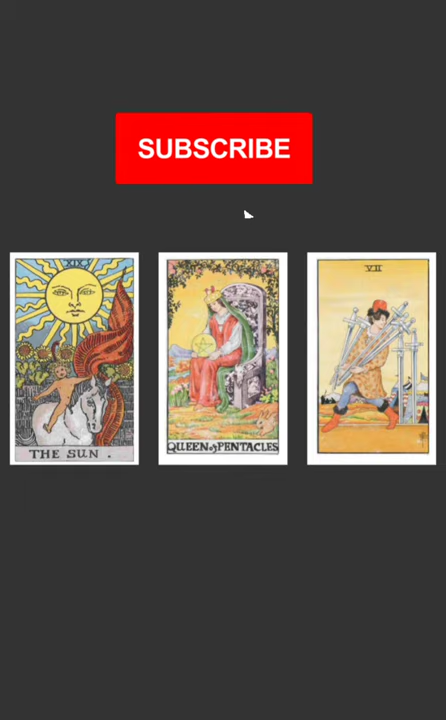 SUBSCRIBE
XIX
THE SUN .
QUEEN of PENTACLES
VII